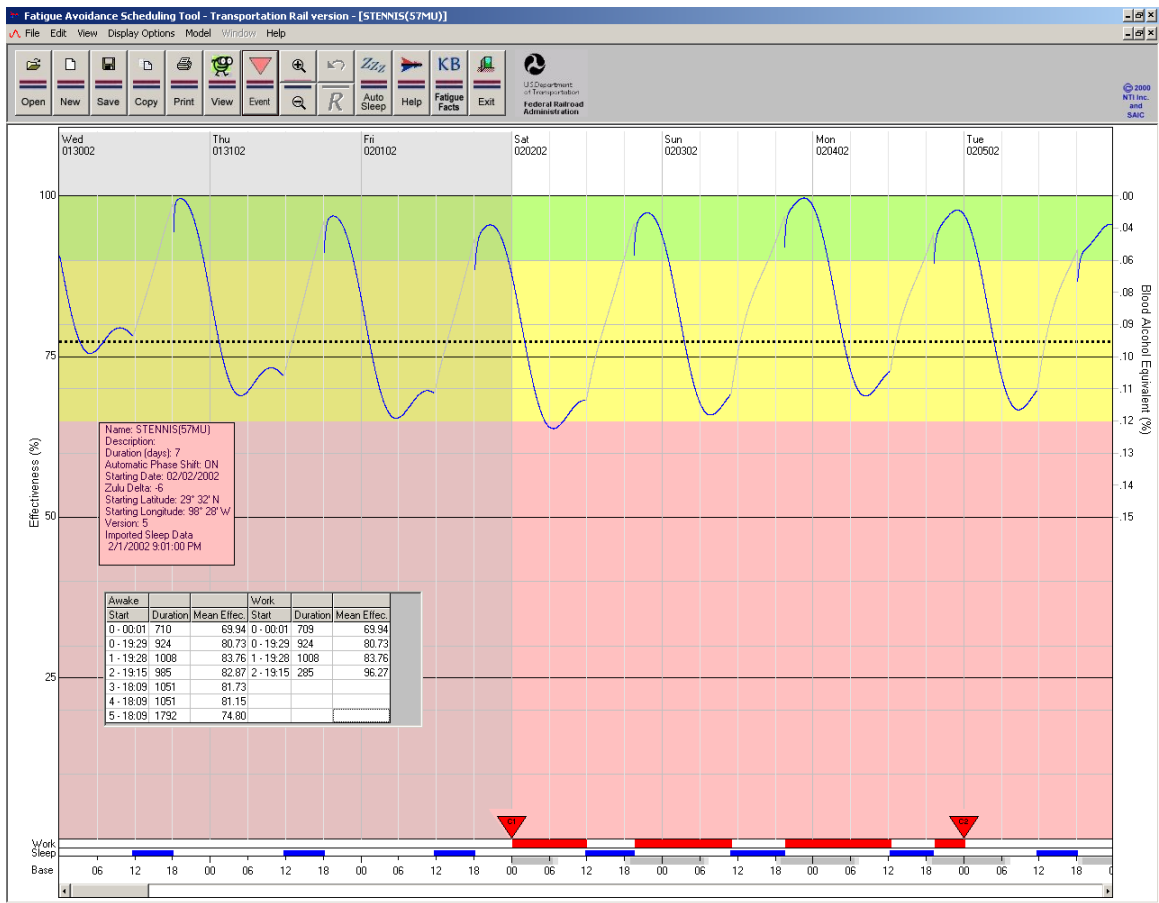 Fatigue Avoidance Scheduling Tool - Transportation Rail version - [STENNIS(57MU)]
File Edit View Display Options Model Window Help
ZZZ KB
Open New Save Copy Print View Event R Auto Sleep Help Fatigue Facts Exit
U.S Department
of Transportation
Federal Railroad
Administration
© 2000
NTI Inc.
and
SAIC
Wed Thu Fri Sat Sun Mon Tue
013002 013102 020102 020202 020302 020402 020502
100
75
50
25
Effectiveness (%)
.00
.04
.06
.08
.09
.10
.11
.12
.13
.14
.15
Blood Alcohol Equivalent (%)
Name: STENNIS(57MU)
Description:
Duration (days): 7
Automatic Phase Shift: ON
Starting Date: 02/02/2002
Zulu Delta: -6
Starting Latitude: 29° 32' N
Starting Longitude: 98° 28' W
Version: 5
Imported Sleep Data
2/1/2002 9:01:00 PM
Awake Work
Start Duration Mean Effec. Start Duration Mean Effec.
0 - 00:01 710 69.94 0 - 00:01 709 69.94
0 - 19:29 924 80.73 0 - 19:29 924 80.73
1 - 19:28 1008 83.76 1 - 19:28 1008 83.76
2 - 19:15 985 82.87 2 - 19:15 285 96.27
3 - 18:09 1051 81.73
4 - 18:09 1051 81.15
5 - 18:09 1792 74.80
Work
Sleep
Base 06 12 18 00 06 12 18 00 06 12 18 00 06 12 18 00 06 12 18 00 06 12 18 00 06 12 18